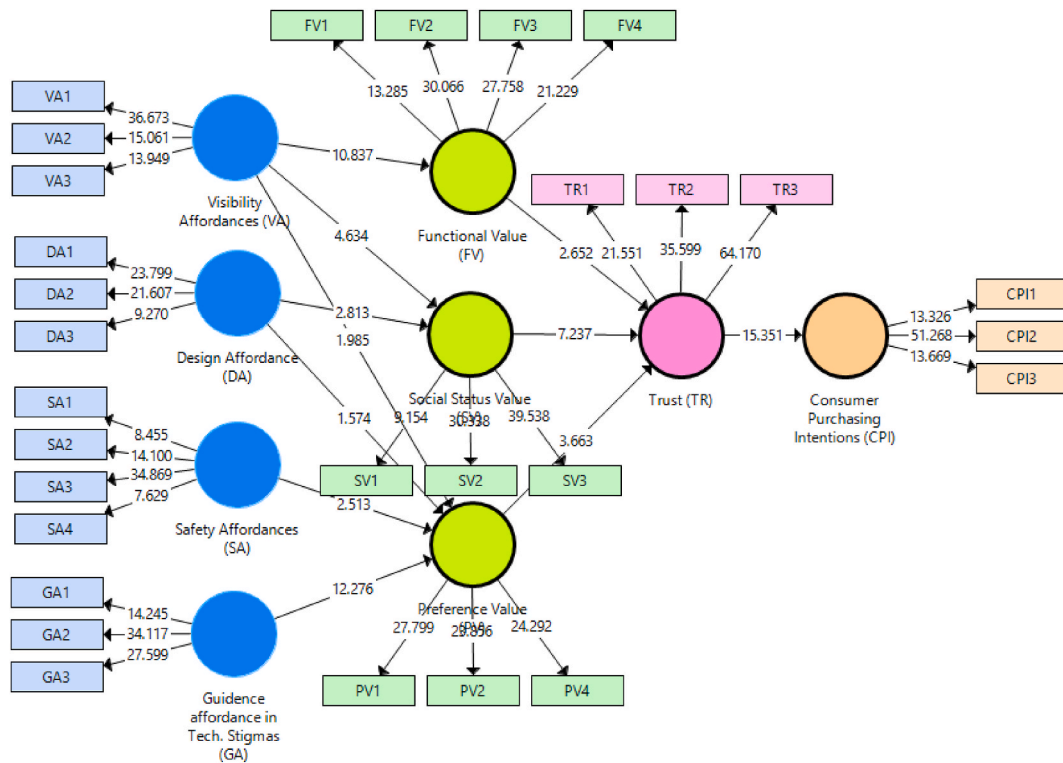 FV1
FV2
FV3
FV4
13.285
30.066
27.758
21.229
VA1
VA2
VA3
36.673
15.061
13.949
Visibility
Affordances (VA)
10.837
4.634
1.985
Functional Value
(FV)
TR1
TR2
TR3
2.652
21.551
35.599
64.170
DA1
DA2
DA3
23.799
21.607
9.270
Design Affordance
(DA)
2.813
1.574
7.237
Trust (TR)
15.351
Consumer
Purchasing
Intentions (CPI)
13.326
51.268
13.669
CPI1
CPI2
CPI3
Social Status Value
9.154
30.338
39.538
3.663
SV1
SV2
SV3
SA1
SA2
SA3
SA4
8.455
14.100
34.869
7.629
Safety Affordances
(SA)
2.513
GA1
GA2
GA3
14.245
34.117
27.599
Guidence
affordance in
Tech. Stigmas
(GA)
12.276
Preference Value
27.799
24.292
PV1
PV2
PV4